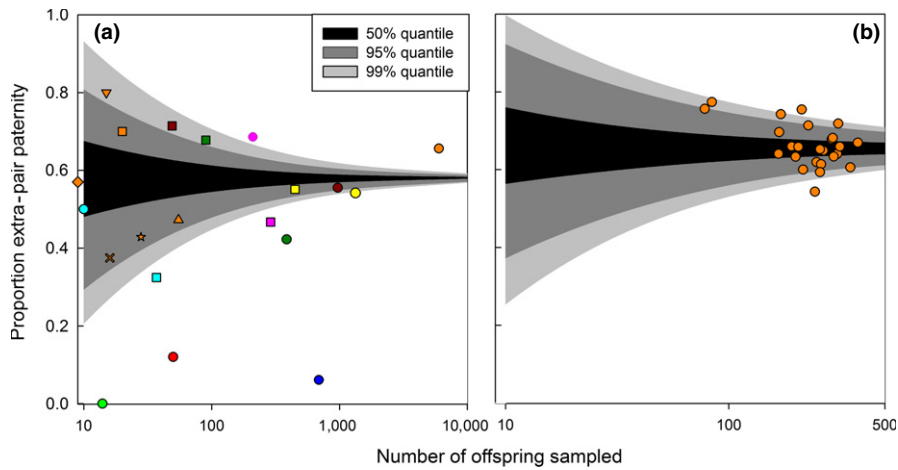 (a)
(b)
50% quantile
95% quantile
99% quantile
Proportion extra-pair paternity
1.0
0.8
0.6
0.4
0.2
0.0
10 100 1,000 10,000
10 100 500
Number of offspring sampled